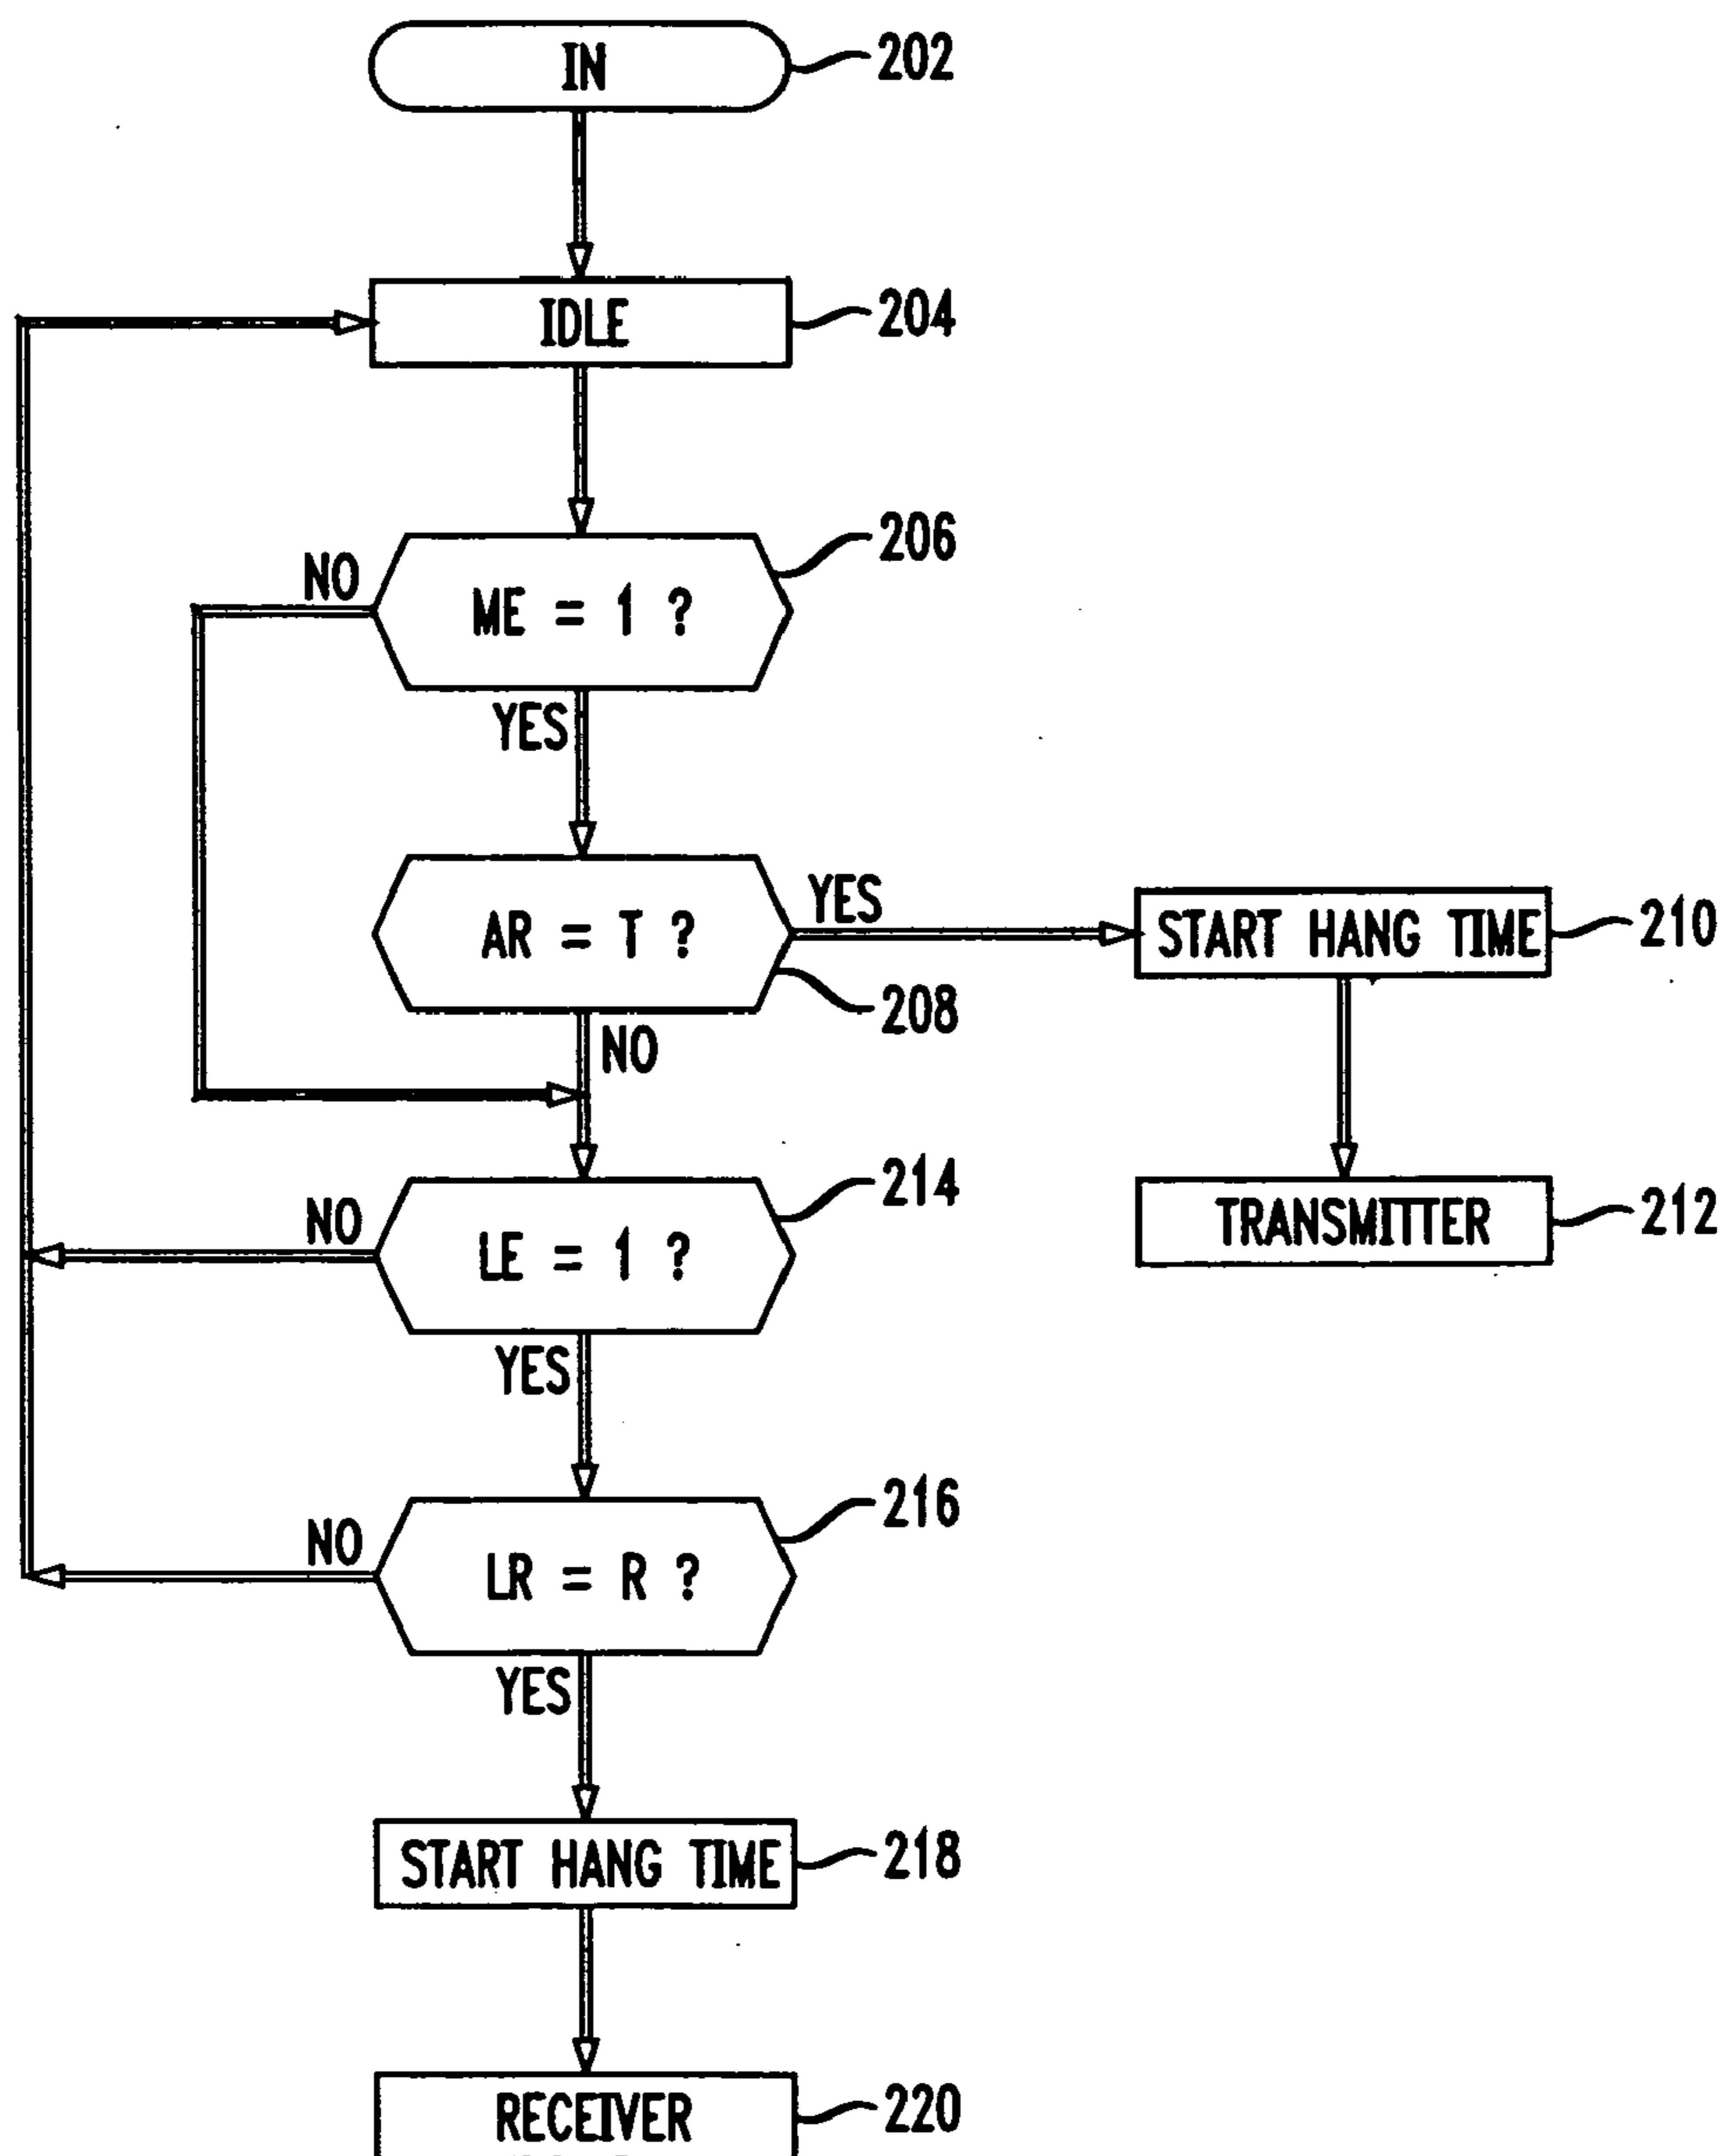 IN
202
IDLE
204
206
NO
ME = 1 ?
YES
YES
AR = T ?
START HANG TIME
210
208
NO
214
NO
LE = 1 ?
TRANSMITTER
212
YES
216
NO
LR = R ?
YES
START HANG TIME
218
RECEIVER
220